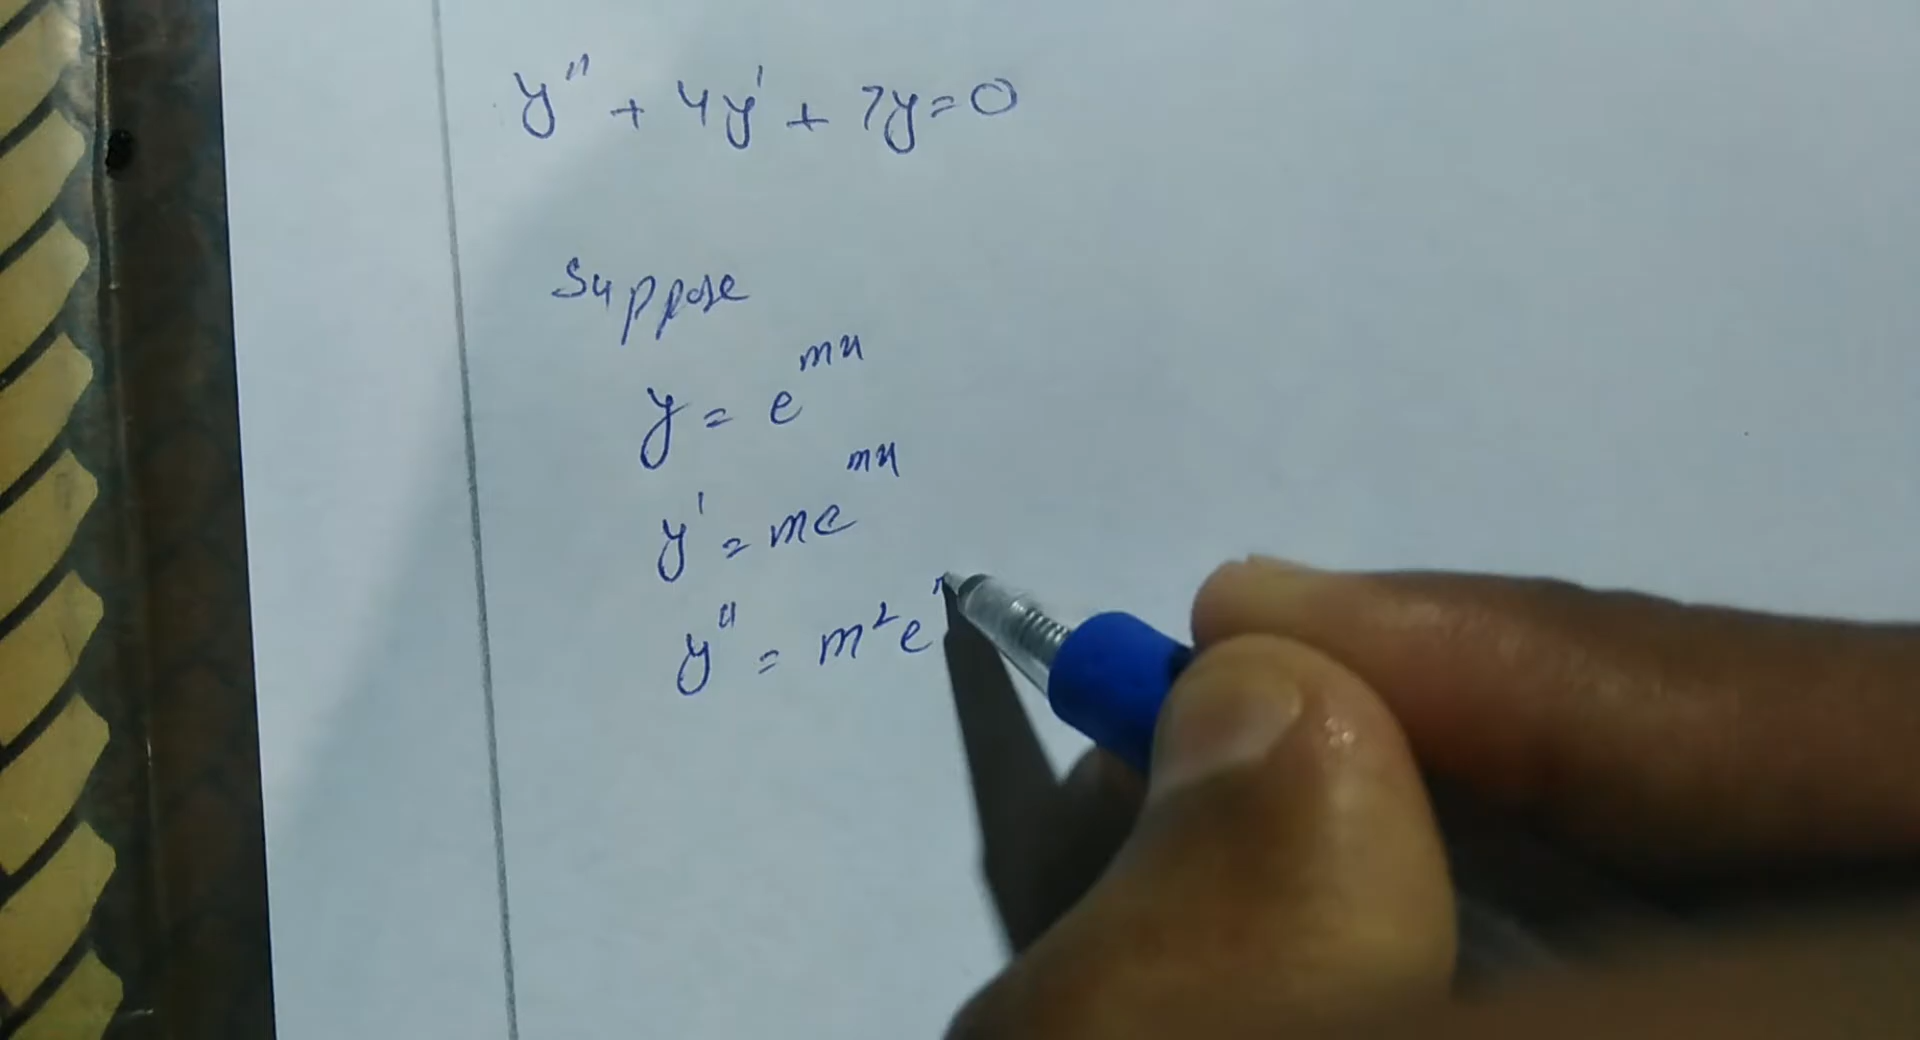 y'' + 4y' + 7y = 0
Suppose
y = e^{mx}
y' = me^{mx}
y'' = m²e